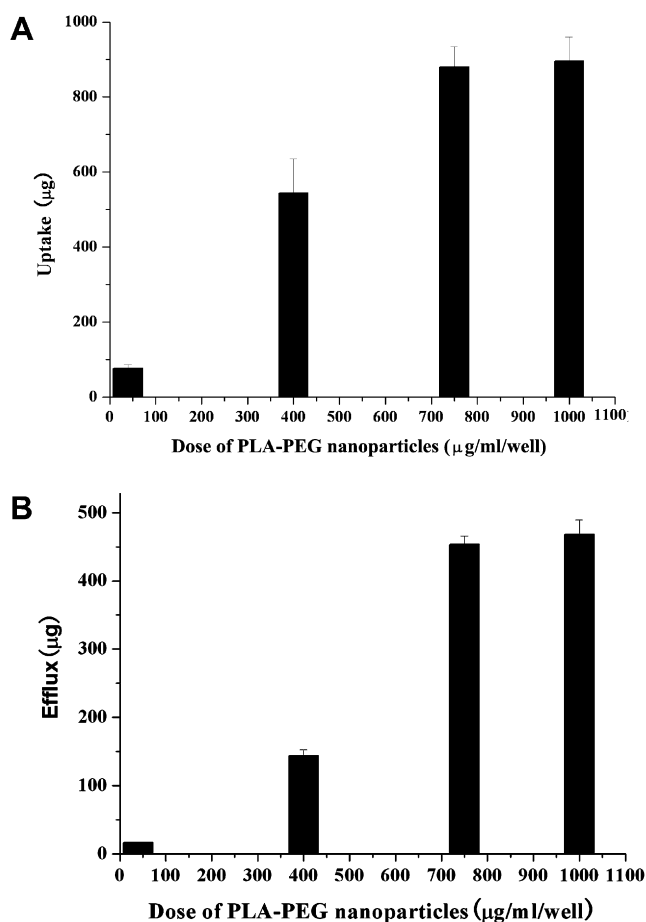 A
1000
800
600
400
200
0
Uptake (μg)
0 100 200 300 400 500 600 700 800 900 1000 1100
Dose of PLA-PEG nanoparticles (μg/ml/well)
B
500
400
300
200
100
0
Efflux (μg)
0 100 200 300 400 500 600 700 800 900 1000 1100
Dose of PLA-PEG nanoparticles (μg/ml/well)